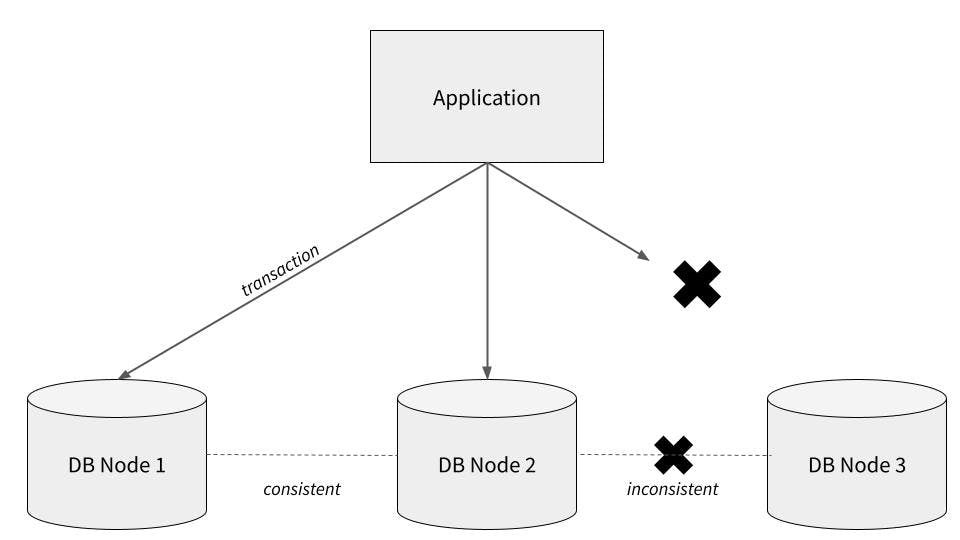 Application
transaction
DB Node 1
DB Node 2
DB Node 3
consistent
inconsistent